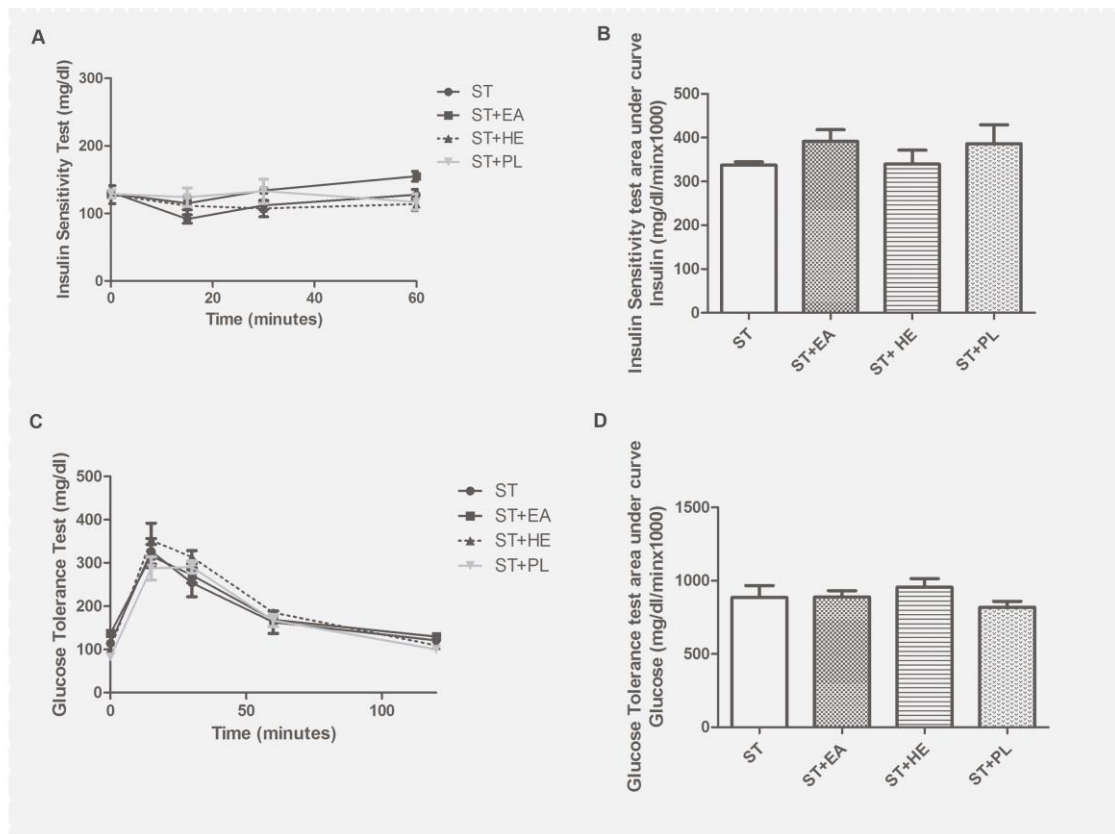 A
Insulin Sensitivity Test (mg/dl)
300
200
100
0
0
20
40
60
Time (minutes)
ST
ST+EA
ST+HE
ST+PL
B
Insulin Sensitivity test area under curve
Insulin (mg/dl/minx1000)
500
400
300
200
100
0
ST
ST+EA
ST+ HE
ST+PL
C
Glucose Tolerance Test (mg/dl)
500
400
300
200
100
0
0
50
100
Time (minutes)
ST
ST+EA
ST+HE
ST+PL
D
Glucose Tolerance test area under curve
Glucose (mg/dl/minx1000)
1500
1000
500
0
ST
ST+EA
ST+HE
ST+PL